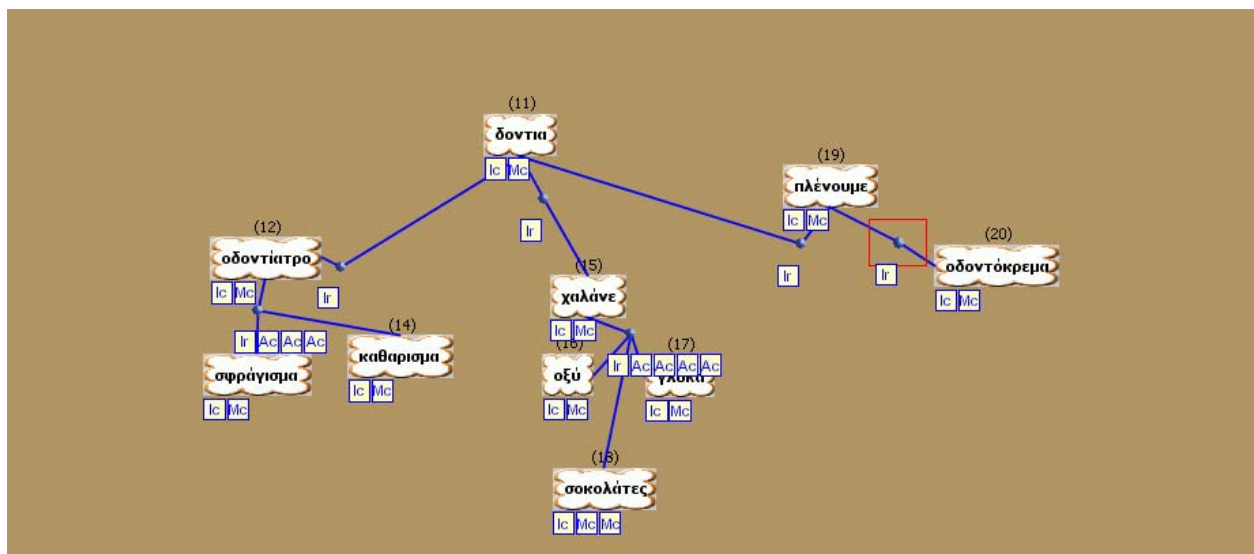 (11)
δοντια
Ic Mc
(19)
πλένουμε
Ic Mc
Ir
(12)
οδοντίατρο
Ic Mc
Ir
Ir
Ir
(20)
οδοντόκρεμα
Ic Mc
(15)
χαλάνε
Ic Mc
Ir Ac Ac Ac
(14)
σφράγισμα
Ic Mc
καθαρισμα
Ic Mc
(16)
οξύ
Ic Mc
Ir Ac Ac Ac Ac
(17)
Ic Mc
(18)
σοκολάτες
Ic Mc Mc